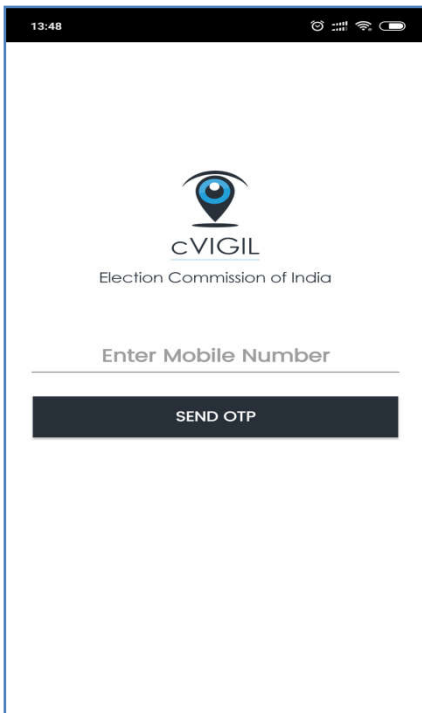 13:48
cVIGIL
Election Commission of India
Enter Mobile Number
SEND OTP